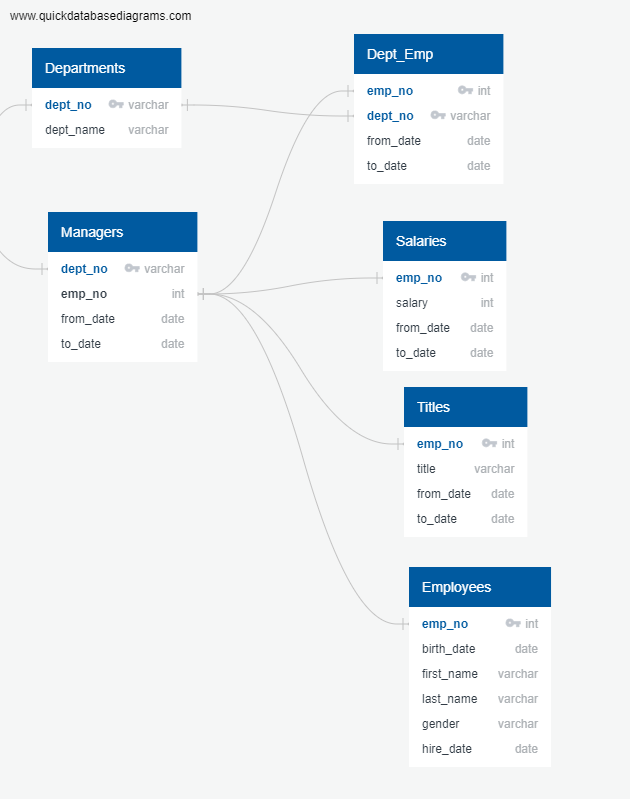 www.quickdatabasediagrams.com
Departments
dept_no varchar
dept_name varchar
Dept_Emp
emp_no int
dept_no varchar
from_date date
to_date date
Managers
dept_no varchar
emp_no int
from_date date
to_date date
Salaries
emp_no int
salary int
from_date date
to_date date
Titles
emp_no int
title varchar
from_date date
to_date date
Employees
emp_no int
birth_date date
first_name varchar
last_name varchar
gender varchar
hire_date date